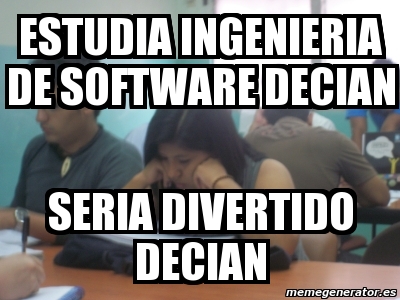 ESTUDIA INGENIERIA
DE SOFTWARE DECIAN
SERIA DIVERTIDO
DECIAN
memegenerator.es